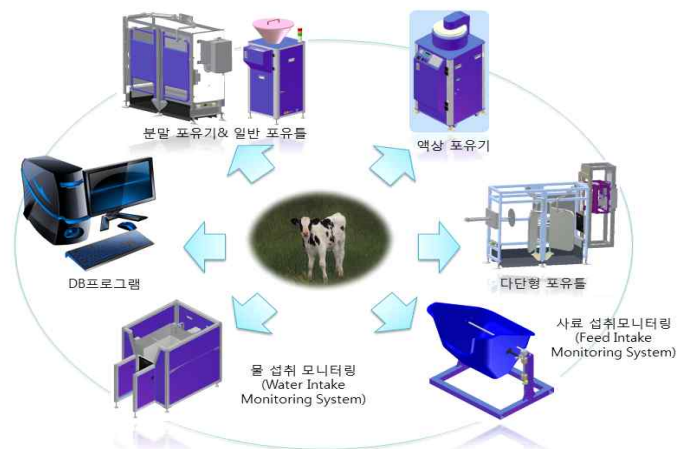 분말 포유기& 일반 포유틀
액상 포유기
DB프로그램
다단형 포유틀
물 섭취 모니터링
(Water Intake
Monitoring System)
사료 섭취모니터링
(Feed Intake
Monitoring System)